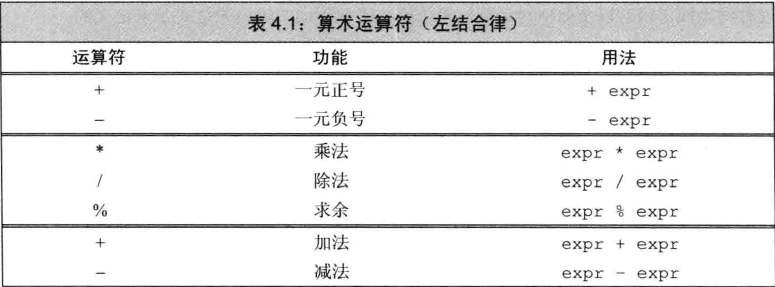 表 4.1：算术运算符（左结合律）
运算符 功能 用法
+ 一元正号 + expr
− 一元负号 - expr
* 乘法 expr * expr
/ 除法 expr / expr
% 求余 expr % expr
+ 加法 expr + expr
− 减法 expr - expr